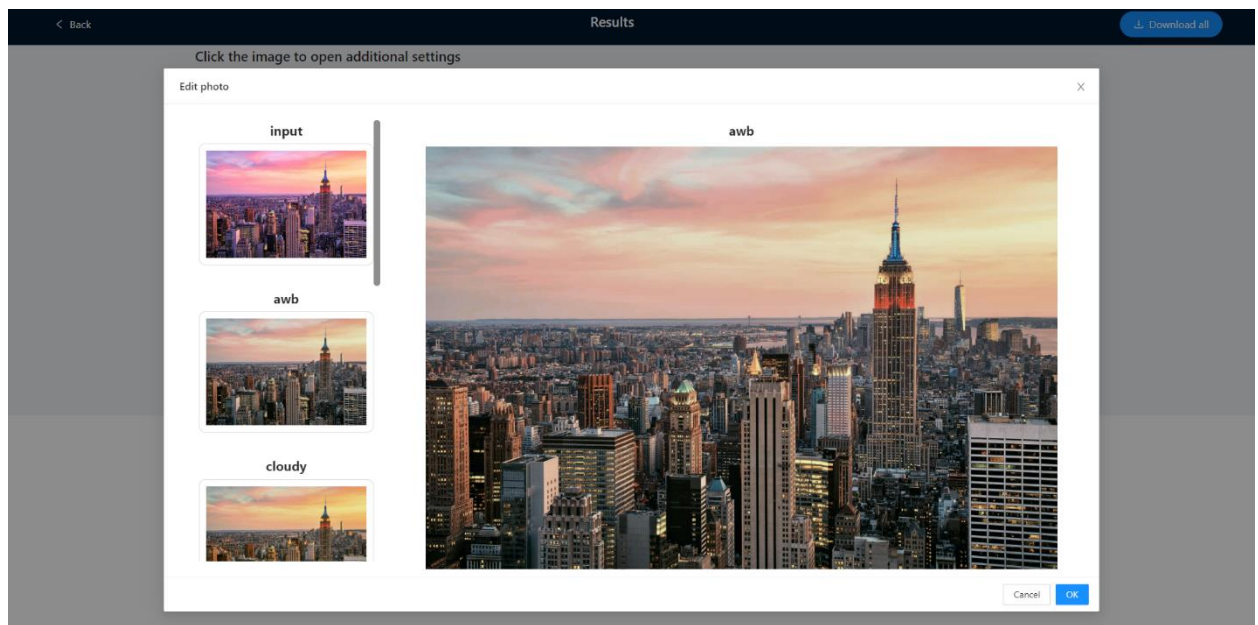 Back
Results
Download all
Click the image to open additional settings
Edit photo
input
awb
awb
cloudy
Cancel
OK